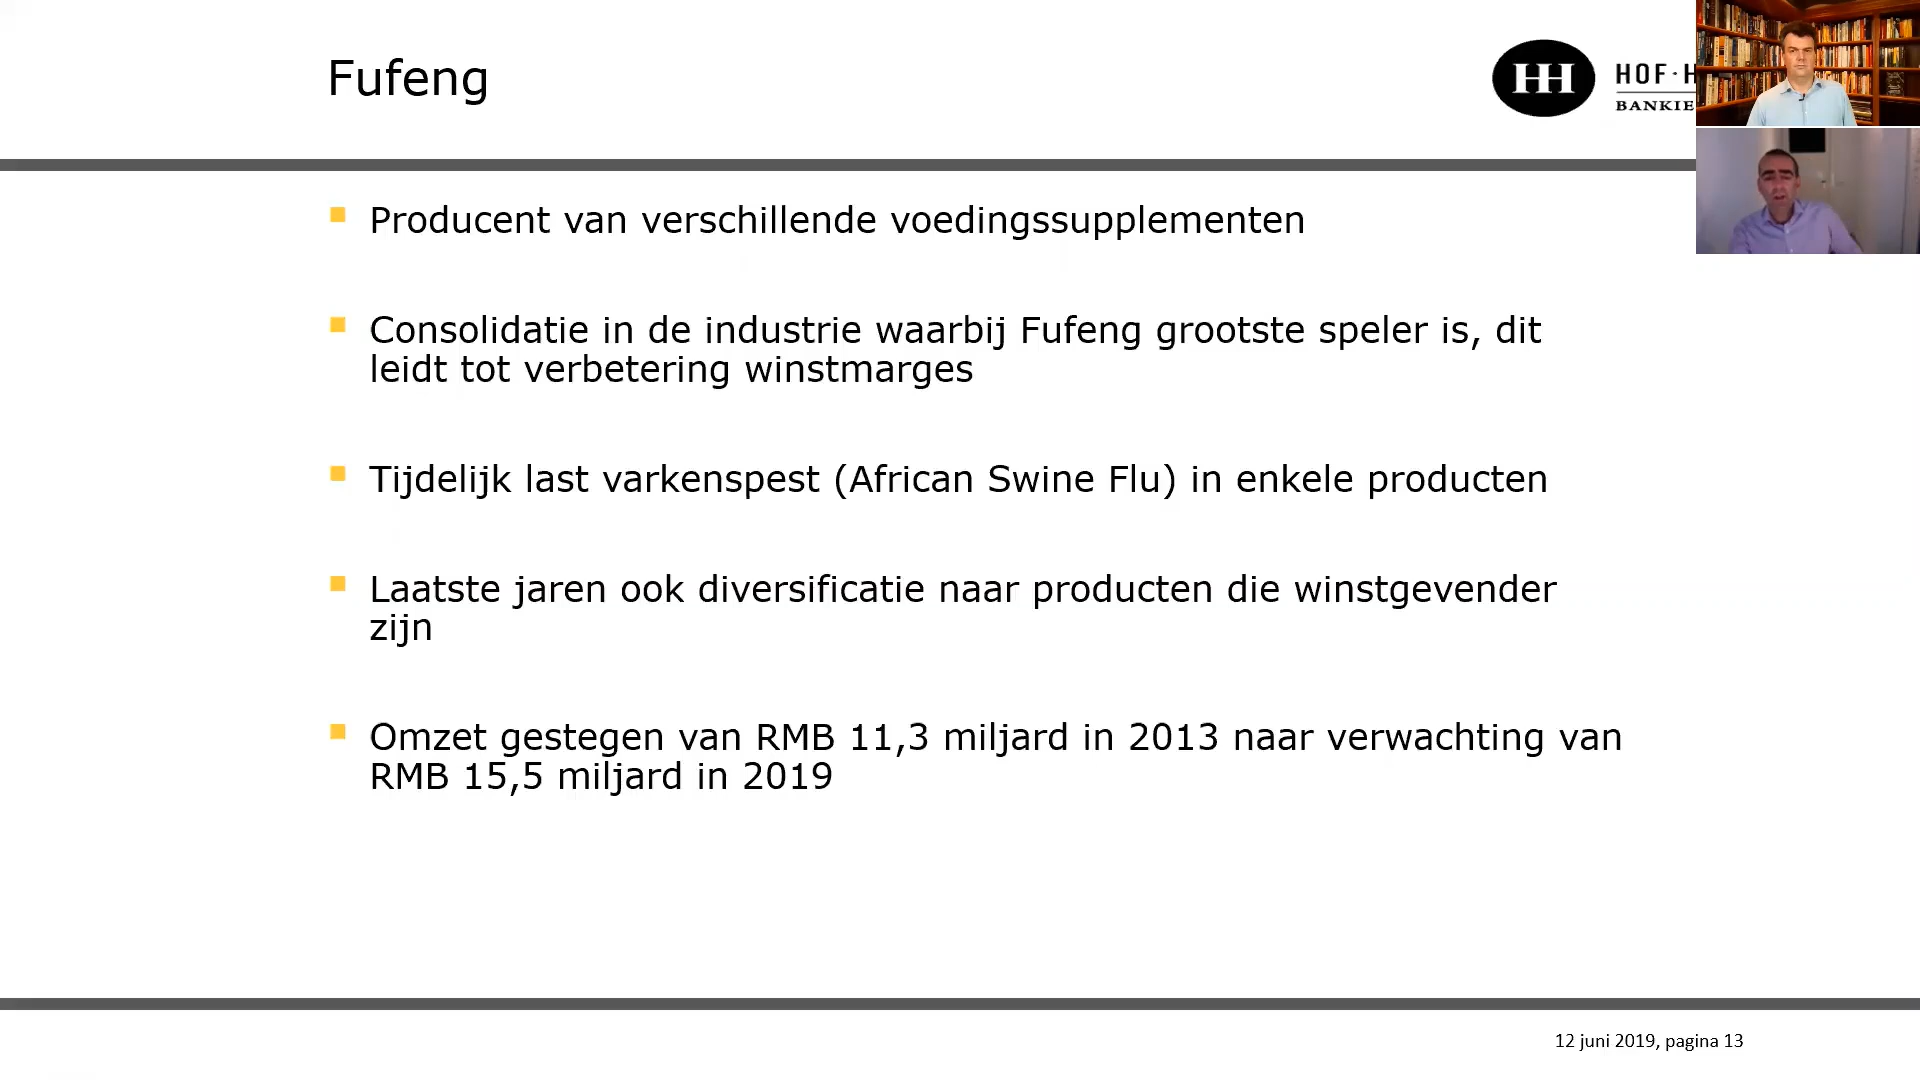 Fufeng
HH
HOF·H
BANKIE
Producent van verschillende voedingssupplementen
Consolidatie in de industrie waarbij Fufeng grootste speler is, dit
leidt tot verbetering winstmarges
Tijdelijk last varkenspest (African Swine Flu) in enkele producten
Laatste jaren ook diversificatie naar producten die winstgevender
zijn
Omzet gestegen van RMB 11,3 miljard in 2013 naar verwachting van
RMB 15,5 miljard in 2019
12 juni 2019, pagina 13